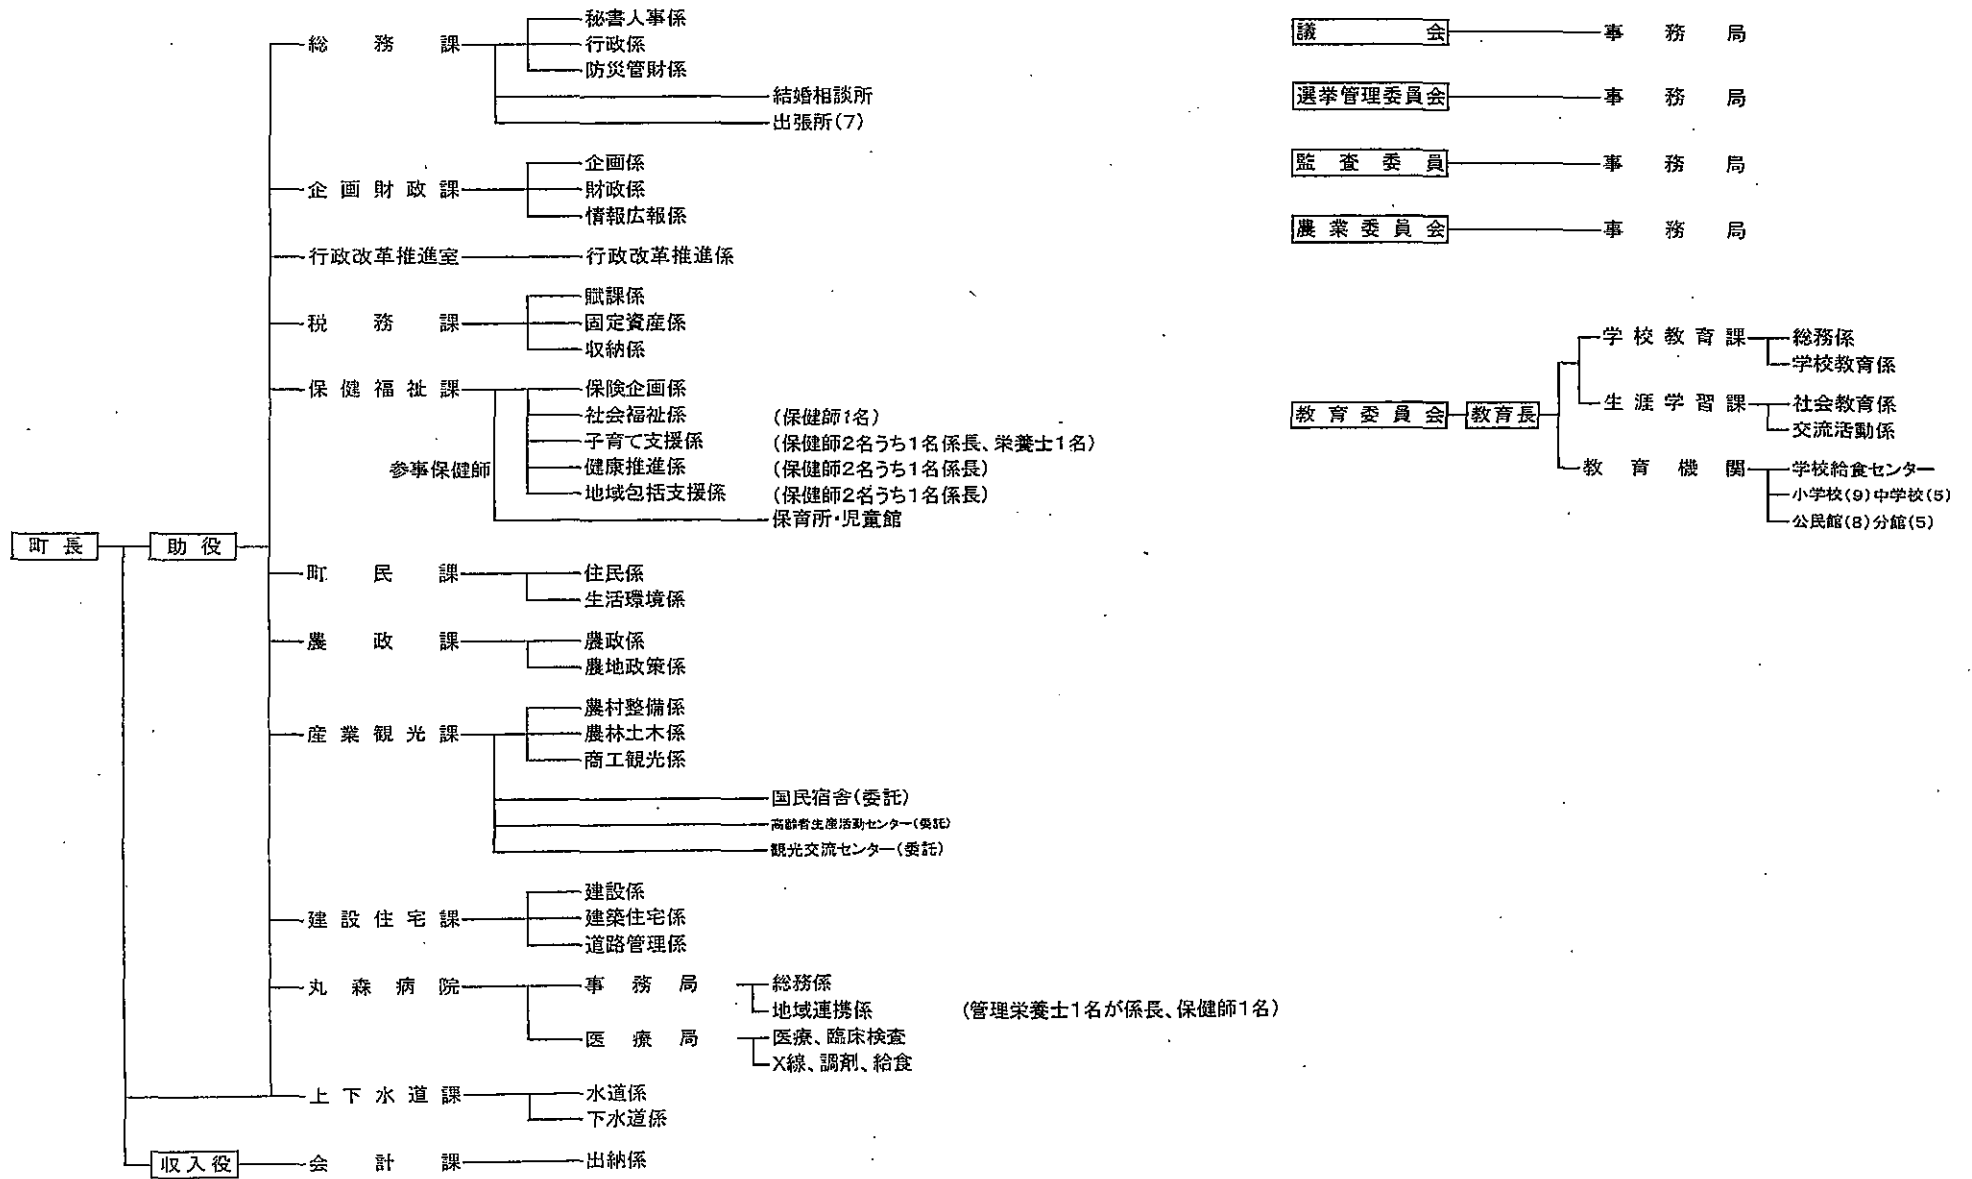 町長
助役
総務課
秘書人事係
行政係
防災管財係
結婚相談所
出張所(7)
企画財政課
企画係
財政係
情報広報係
行政改革推進室
行政改革推進係
税務課
賦課係
固定資産係
収納係
保健福祉課
保険企画係
社会福祉係 (保健師1名)
子育て支援係 (保健師2名うち1名係長、栄養士1名)
参事保健師
健康推進係 (保健師2名うち1名係長)
地域包括支援係 (保健師2名うち1名係長)
保育所・児童館
町民課
住民係
生活環境係
農政課
農政係
農地政策係
産業観光課
農村整備係
農林土木係
商工観光係
国民宿舎(委託)
高齢者生産活動センター(委託)
観光交流センター(委託)
建設住宅課
建設係
建築住宅係
道路管理係
丸森病院
事務局
総務係
地域連携係 (管理栄養士1名が係長、保健師1名)
医療局
医療、臨床検査
X線、調剤、給食
上下水道課
水道係
下水道係
収入役
会計課
出納係
議会 事務局
選挙管理委員会 事務局
監査委員 事務局
農業委員会 事務局
教育委員会
教育長
学校教育課
総務係
学校教育係
生涯学習課
社会教育係
交流活動係
教育機関
学校給食センター
小学校(9)中学校(5)
公民館(8)分館(5)